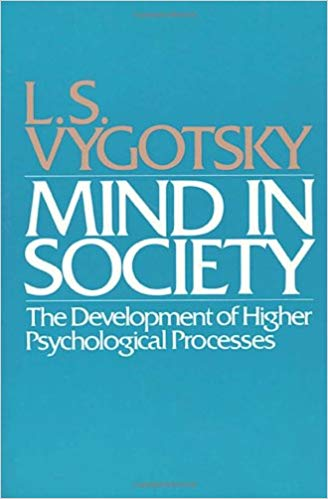 L.S.
VYGOTSKY
MIND IN
SOCIETY
The Development of Higher
Psychological Processes